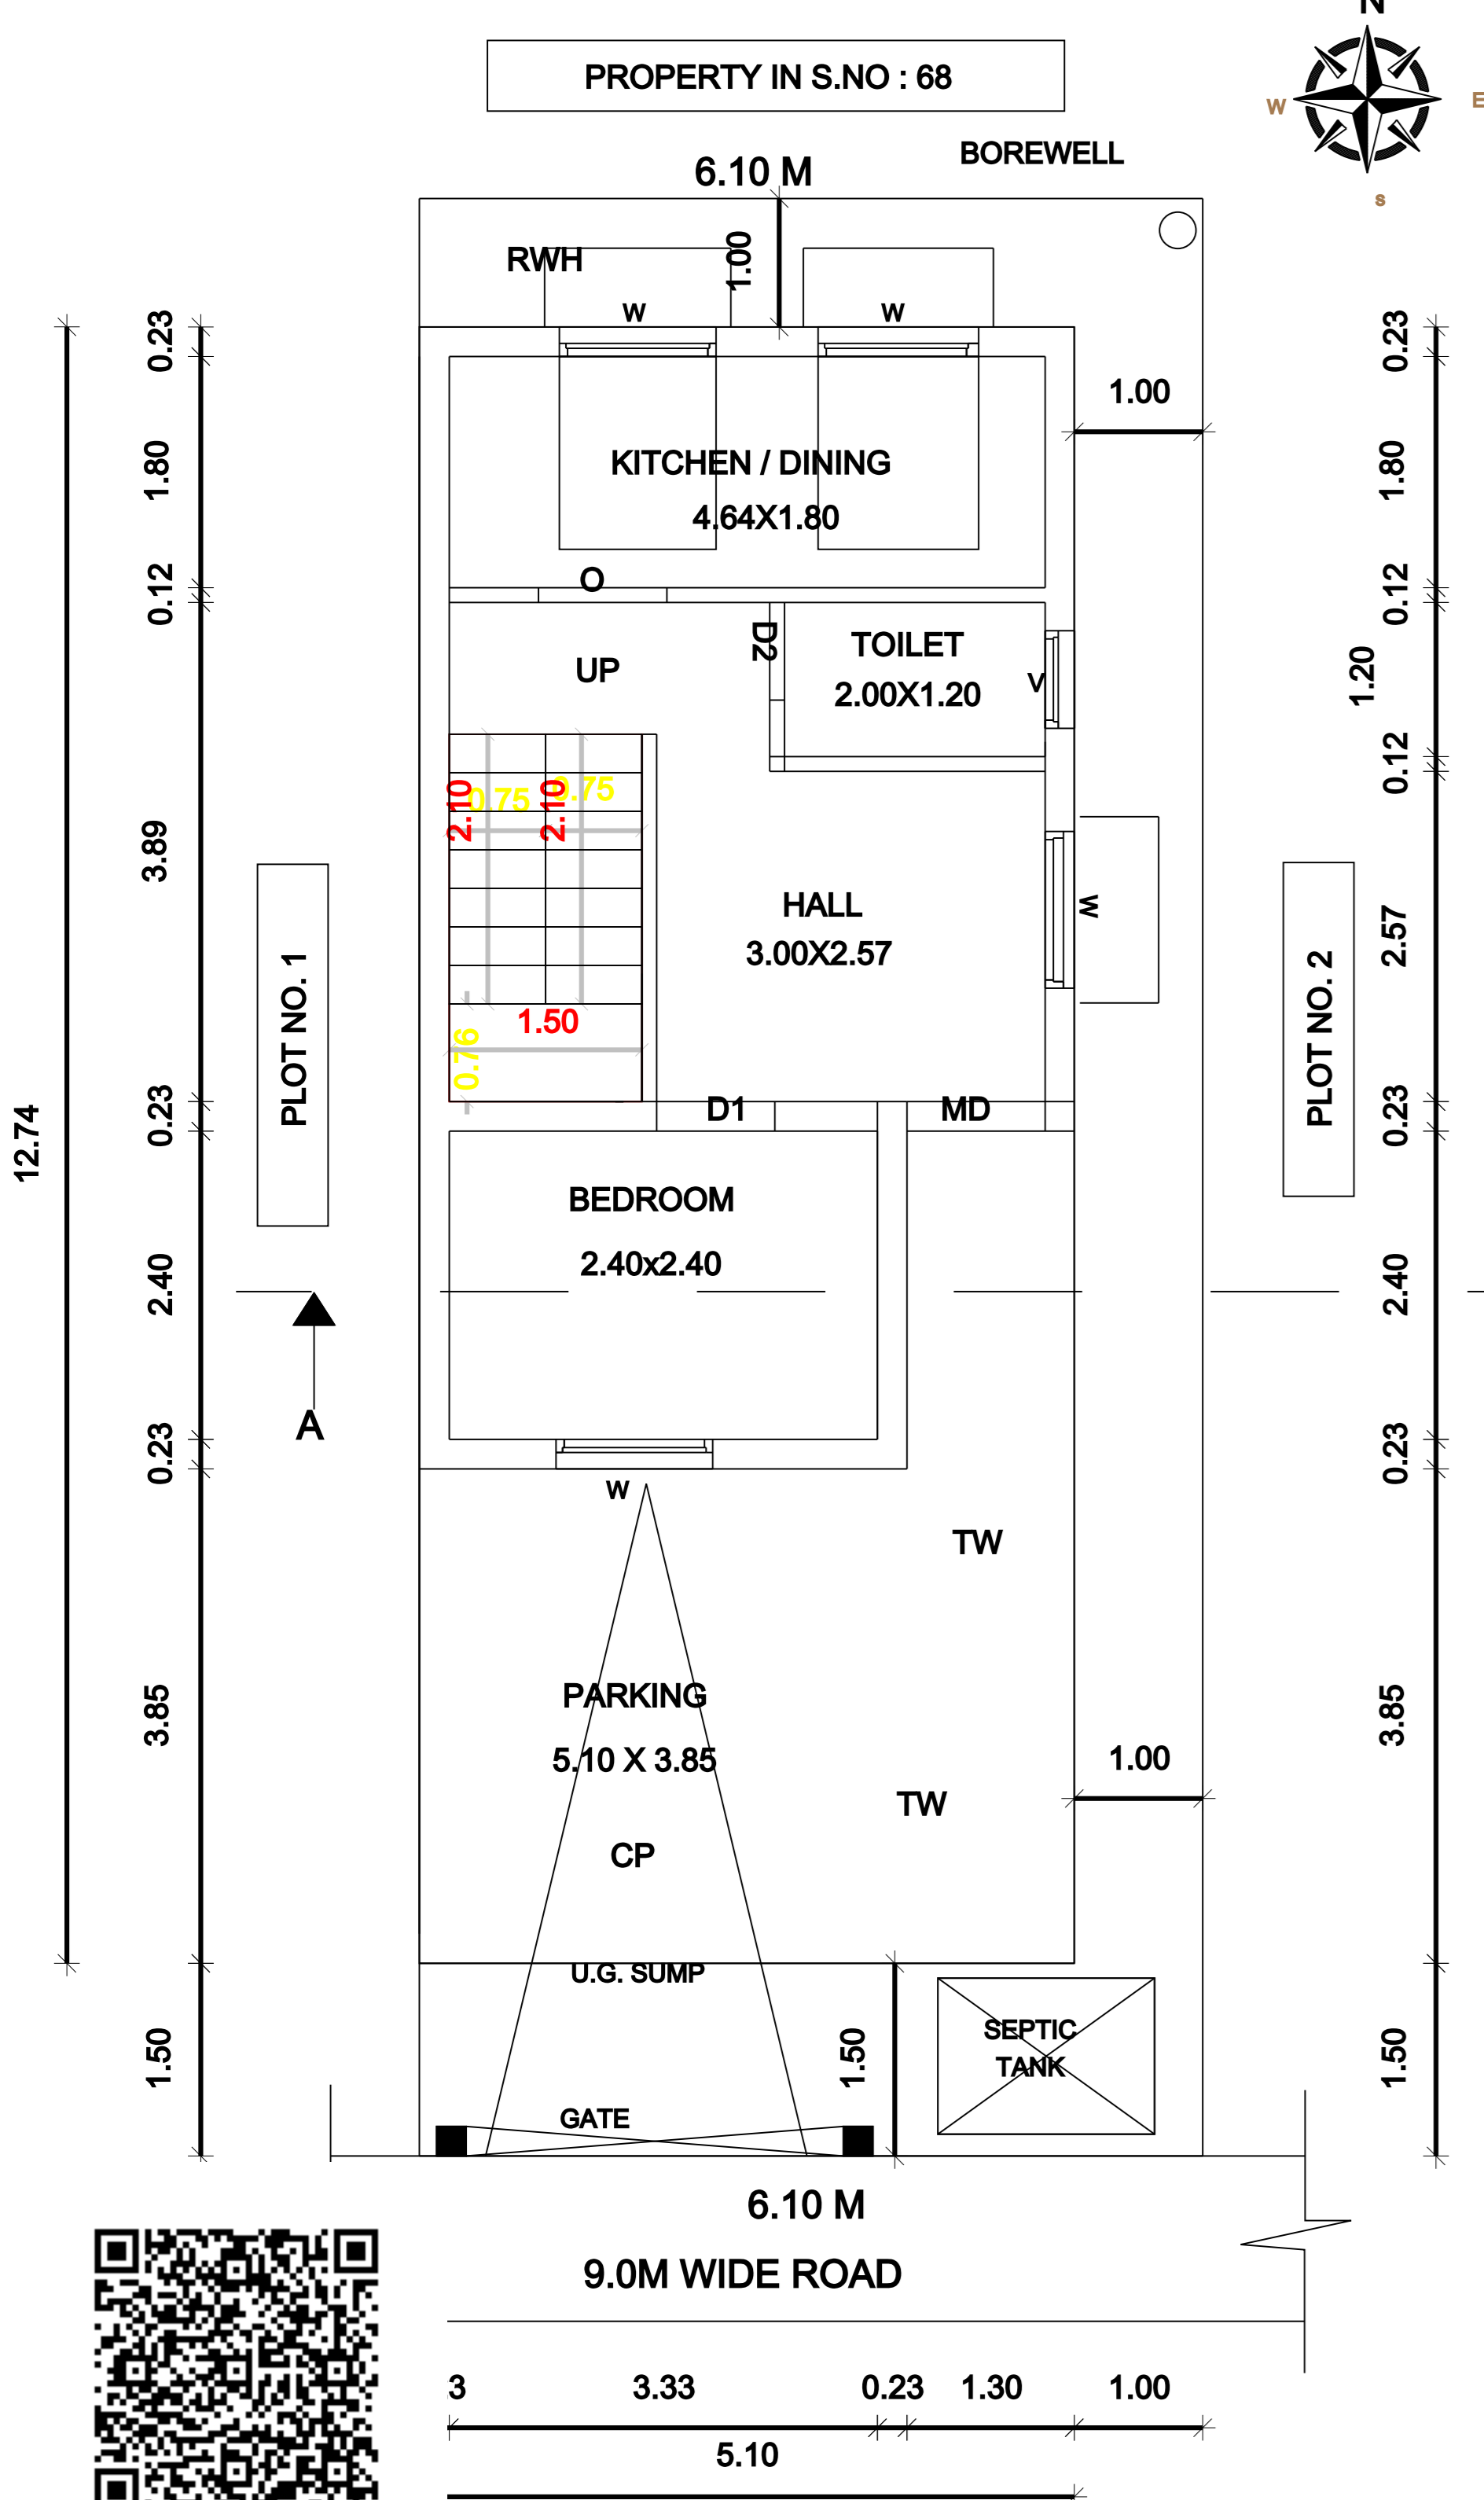 N
PROPERTY IN S.NO : 68
W
E
S
BOREWELL
6.10 M
RWH
1.00
W
W
0.23
0.23
1.00
1.80
1.80
KITCHEN / DINING
4.64X1.80
O
0.12
0.12
D2
TOILET
2.00X1.20
V
1.20
UP
0.12
2.10
0.75
2.10
0.75
3.89
HALL
3.00X2.57
W
2.57
PLOT NO. 1
PLOT NO. 2
1.50
0.76
12.74
0.23
D1
MD
0.23
BEDROOM
2.40x2.40
2.40
2.40
A
0.23
0.23
W
TW
PARKING
5.10 X 3.85
3.85
3.85
1.00
TW
CP
U.G. SUMP
1.50
1.50
1.50
SEPTIC
TANK
GATE
6.10 M
9.0M WIDE ROAD
3
3.33
0.23
1.30
1.00
5.10